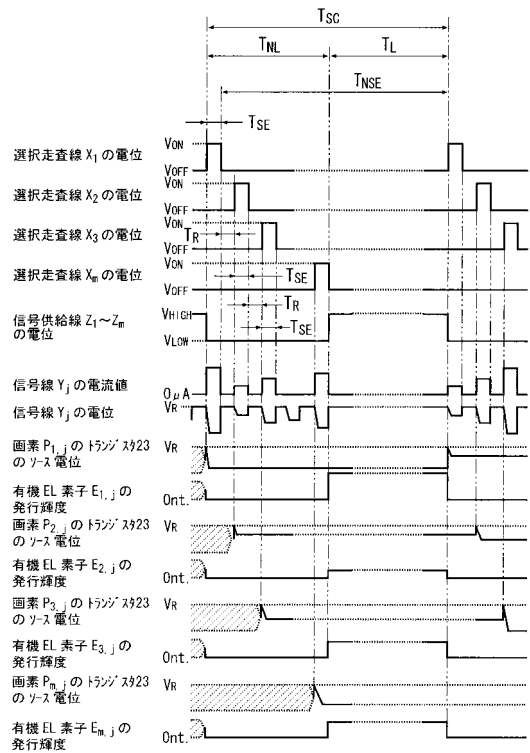 TSC
TNL
TL
TNSE
TSE
選択走査線 X1 の電位
VON
VOFF
選択走査線 X2 の電位
VON
VOFF
選択走査線 X3 の電位
VON
VOFF
TR
選択走査線 Xm の電位
VON
VOFF
TSE
TR
TSE
信号供給線 Z1～Zm
の電位
VHIGH
VLOW
信号線 Yj の電流値
0μA
信号線 Yj の電位
VR
画素 P1,j の トランジスタ23
の ソース 電位
VR
有機 EL 素子 E1,j の
発行輝度
0nt.
画素 P2,j の トランジスタ23
の ソース 電位
VR
有機 EL 素子 E2,j の
発行輝度
0nt.
画素 P3,j の トランジスタ23
の ソース 電位
VR
有機 EL 素子 E3,j の
発行輝度
0nt.
画素 Pm,j の トランジスタ23
の ソース 電位
VR
有機 EL 素子 Em,j の
発行輝度
0nt.